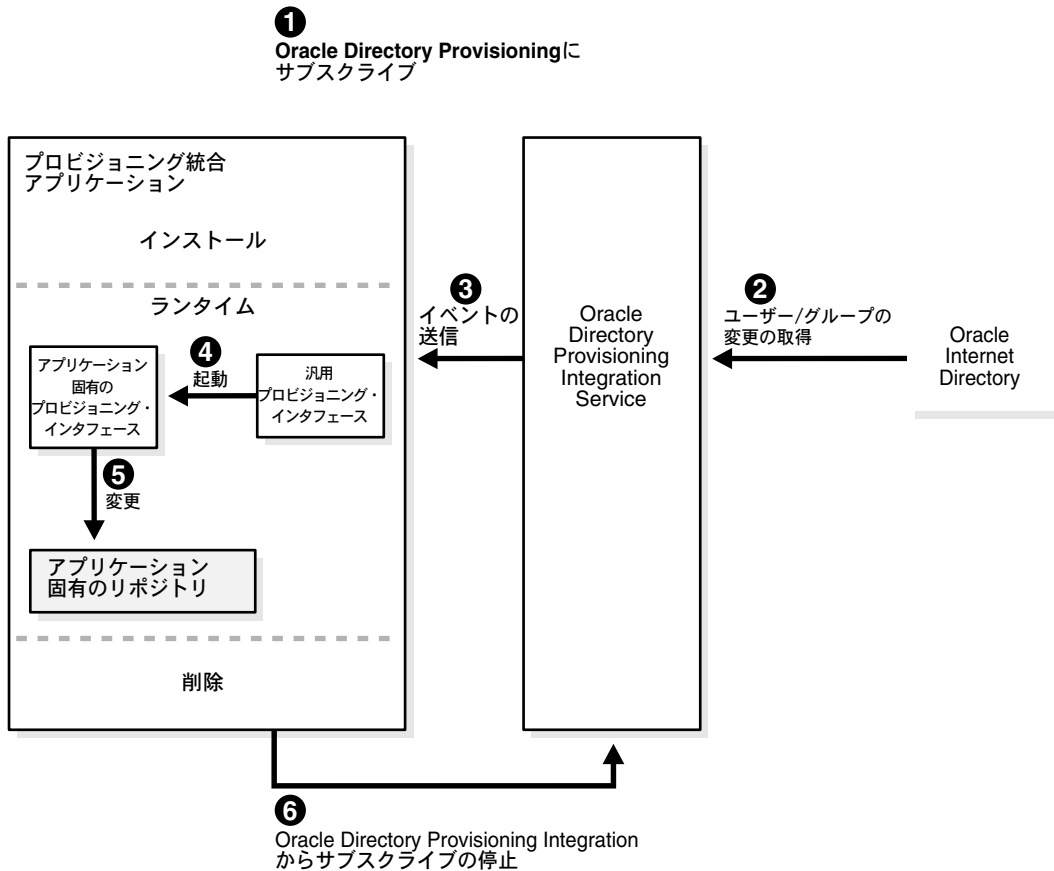 1
Oracle Directory Provisioningに
サブスクライブ
プロビジョニング統合
アプリケーション
インストール
ランタイム
アプリケーション
固有の
プロビジョニング・
インタフェース
4
起動
汎用
プロビジョニング・
インタフェース
5
変更
アプリケーション
固有のリポジトリ
削除
3
イベントの
送信
Oracle
Directory
Provisioning
Integration
Service
2
ユーザー/グループの
変更の取得
Oracle
Internet
Directory
6
Oracle Directory Provisioning Integration
からサブスクライブの停止